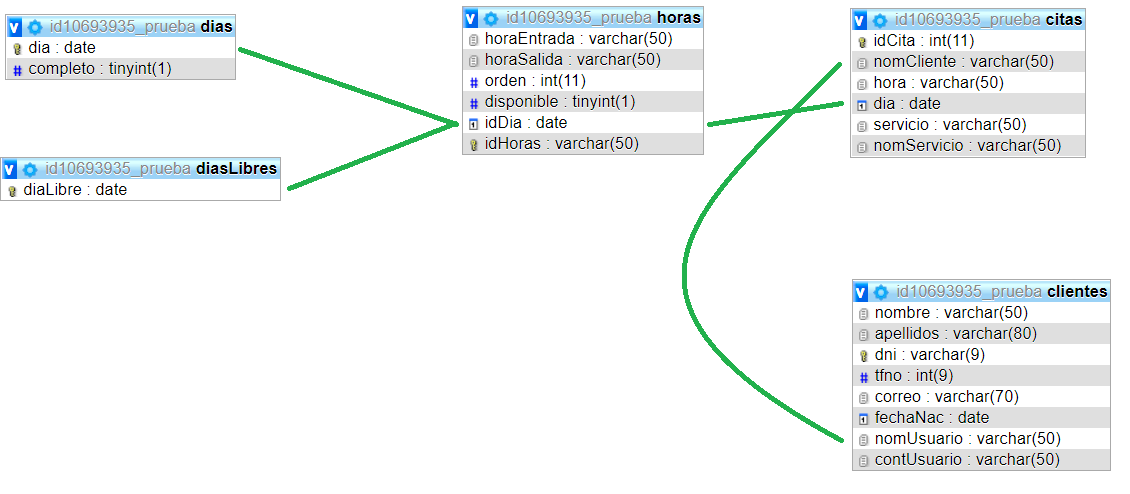 id10693935_prueba dias
dia : date
# completo : tinyint(1)
id10693935_prueba diasLibres
diaLibre : date
id10693935_prueba horas
horaEntrada : varchar(50)
horaSalida : varchar(50)
# orden : int(11)
# disponible : tinyint(1)
idDia : date
idHoras : varchar(50)
id10693935_prueba citas
idCita : int(11)
nomCliente : varchar(50)
hora : varchar(50)
dia : date
servicio : varchar(50)
nomServicio : varchar(50)
id10693935_prueba clientes
nombre : varchar(50)
apellidos : varchar(80)
dni : varchar(9)
# tfno : int(9)
correo : varchar(70)
fechaNac : date
nomUsuario : varchar(50)
contUsuario : varchar(50)